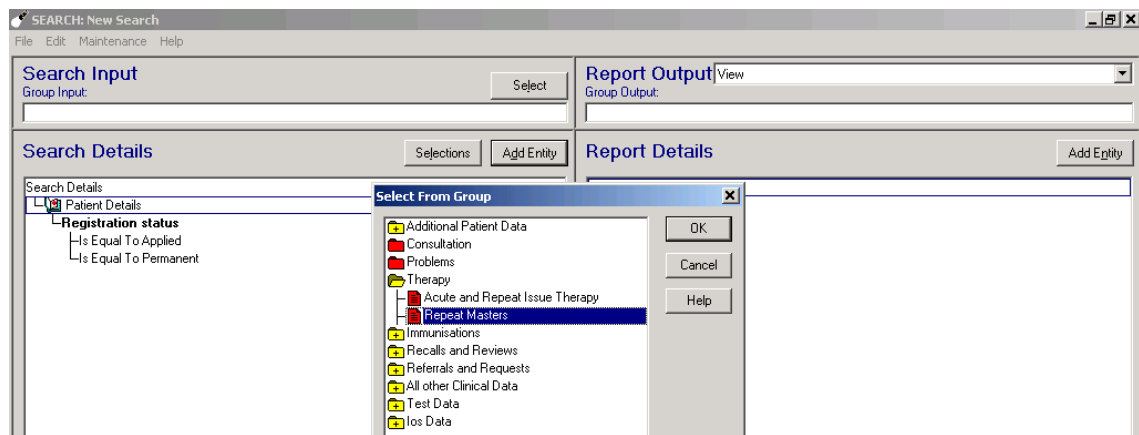 SEARCH: New Search
File Edit Maintenance Help
Search Input
Group Input:
Select
Report Output View
Group Output:
Search Details
Selections
Add Entity
Report Details
Add Entity
Search Details
Patient Details
Registration status
Is Equal To Applied
Is Equal To Permanent
Select From Group
Additional Patient Data
Consultation
Problems
Therapy
Acute and Repeat Issue Therapy
Repeat Masters
Immunisations
Recalls and Reviews
Referrals and Requests
All other Clinical Data
Test Data
Ios Data
OK
Cancel
Help